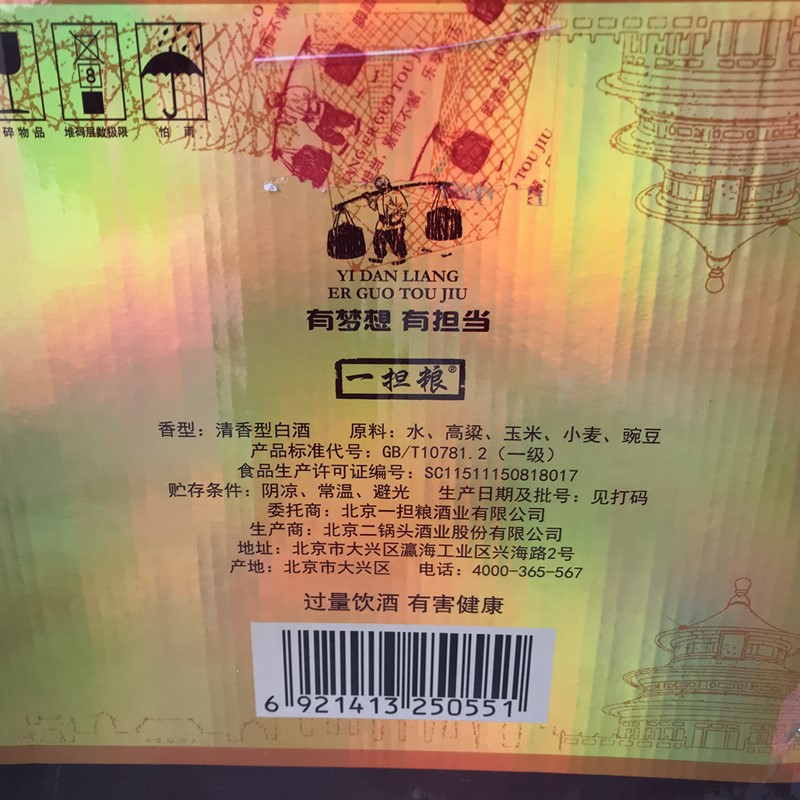 碎物品
堆码层数极限
怕雨
8
YI DAN LIANG
ER GUO TOU JIU
有梦想 有担当
一担粮®
香型：清香型白酒 原料：水、高粱、玉米、小麦、豌豆
产品标准代号：GB/T10781.2（一级）
食品生产许可证编号：SC11511150818017
贮存条件：阴凉、常温、避光 生产日期及批号：见打码
委托商：北京一担粮酒业有限公司
生产商：北京二锅头酒业股份有限公司
地址：北京市大兴区瀛海工业区兴海路2号
产地：北京市大兴区 电话：4000-365-567
过量饮酒 有害健康
6 921413 250551